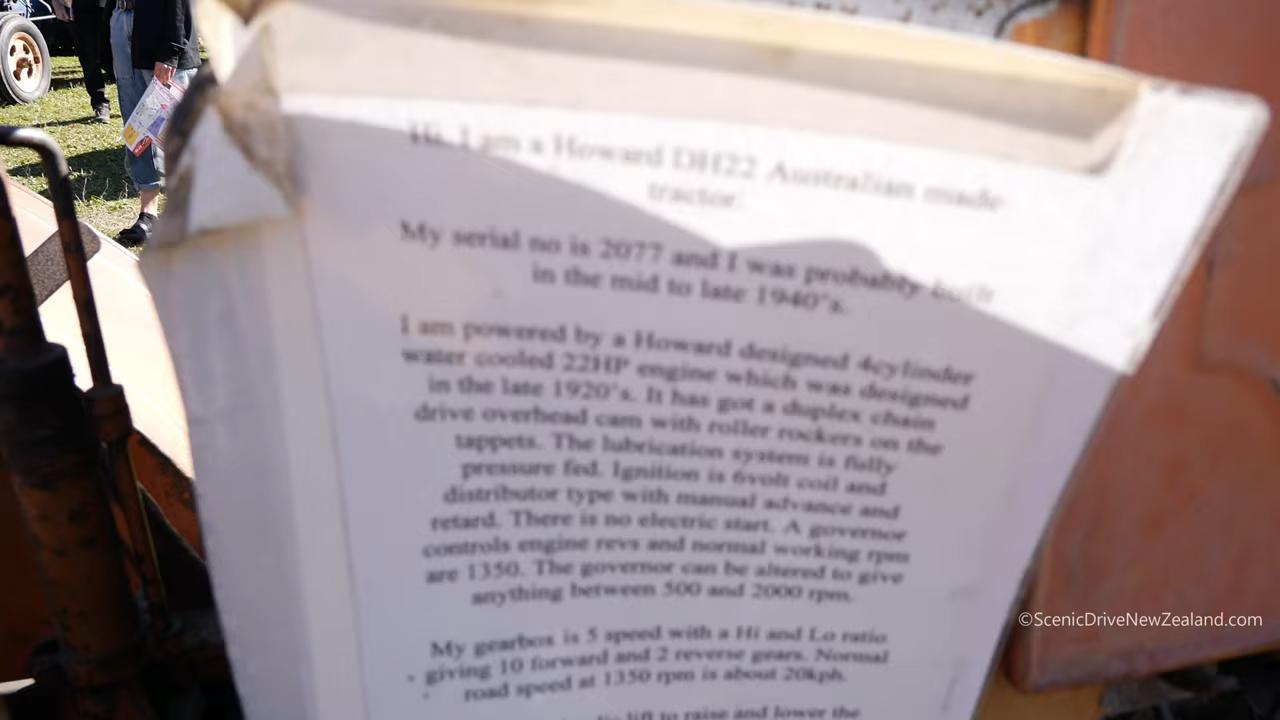 Hi, I am a Howard DH22 Australian made
tractor.
My serial no is 2077 and I was probably built
in the mid to late 1940's.
I am powered by a Howard designed 4cylinder
water cooled 22HP engine which was designed
in the late 1920's. It has got a duplex chain
drive overhead cam with roller rockers on the
tappets. The lubrication system is fully
pressure fed. Ignition is 6volt coil and
distributor type with manual advance and
retard. There is no electric start. A governor
controls engine revs and normal working rpm
are 1350. The governor can be altered to give
anything between 500 and 2000 rpm.
My gearbox is 5 speed with a Hi and Lo ratio
giving 10 forward and 2 reverse gears. Normal
road speed at 1350 rpm is about 20kph.
lift to raise and lower the
©ScenicDriveNewZealand.com